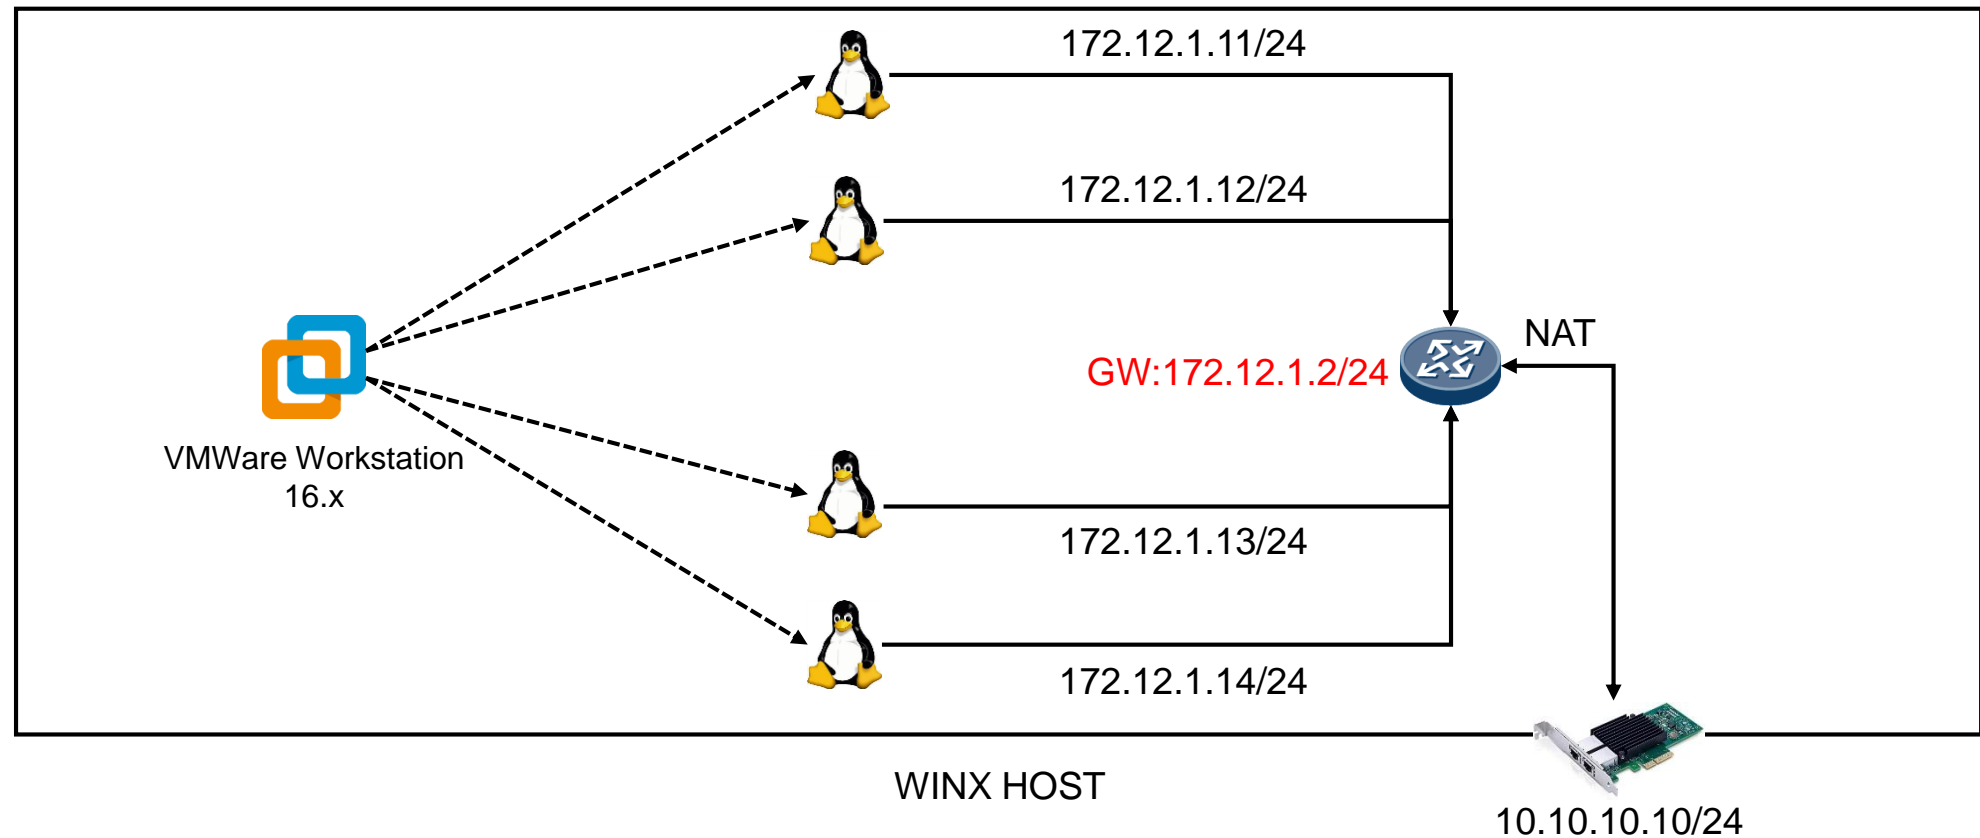 172.12.1.11/24
172.12.1.12/24
NAT
GW:172.12.1.2/24
VMWare Workstation
16.x
172.12.1.13/24
172.12.1.14/24
WINX HOST
10.10.10.10/24